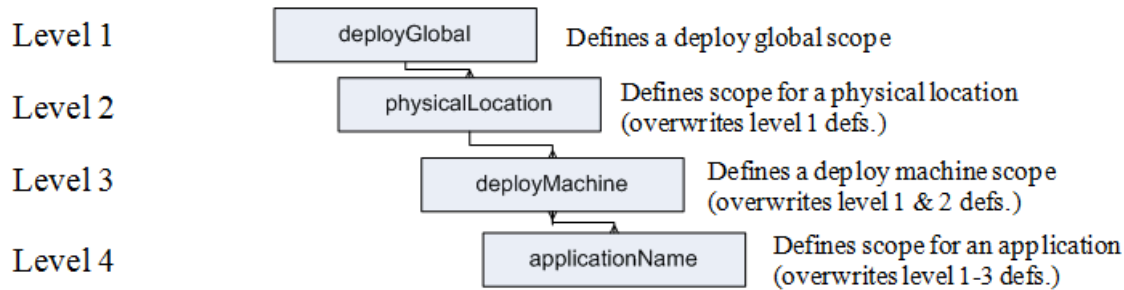 Level 1
deployGlobal
Defines a deploy global scope
Level 2
physicalLocation
Defines scope for a physical location
(overwrites level 1 defs.)
Level 3
deployMachine
Defines a deploy machine scope
(overwrites level 1 & 2 defs.)
Level 4
applicationName
Defines scope for an application
(overwrites level 1-3 defs.)